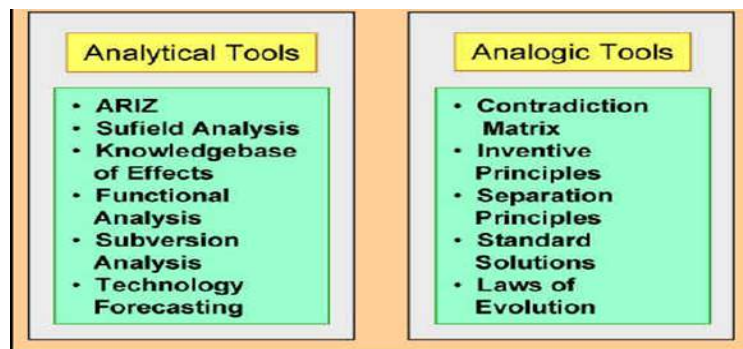 Analytical Tools
• ARIZ
• Sufield Analysis
• Knowledgebase
of Effects
• Functional
Analysis
• Subversion
Analysis
• Technology
Forecasting
Analogic Tools
• Contradiction
Matrix
• Inventive
Principles
• Separation
Principles
• Standard
Solutions
• Laws of
Evolution